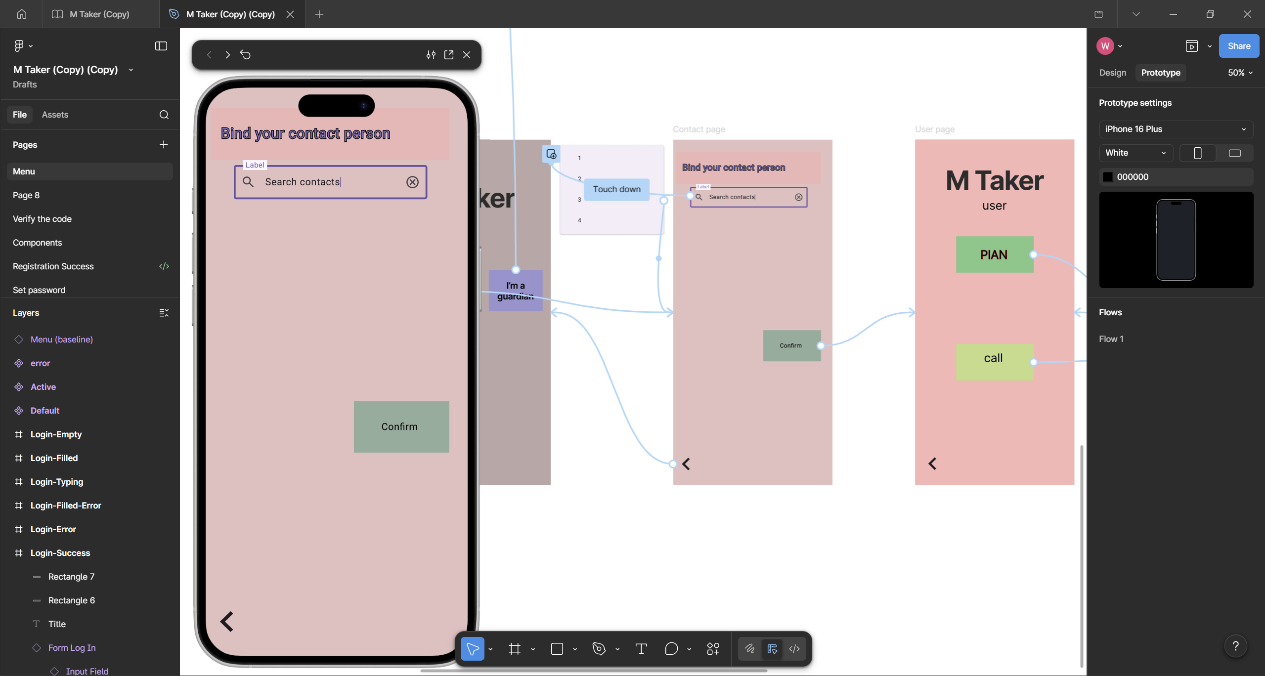 M Taker (Copy)
M Taker (Copy) (Copy)
M Taker (Copy) (Copy)
Drafts
File
Assets
Pages
Menu
Page 8
Verify the code
Components
Registration Success
Set password
Layers
Menu (baseline)
error
Active
Default
Login-Empty
Login-Filled
Login-Typing
Login-Filled-Error
Login-Error
Login-Success
Rectangle 7
Rectangle 6
Title
Form Log In
Input Field
Bind your contact person
Label
Search contacts
Confirm
ker
I'm a
guardian
1
2
3
4
Touch down
Contact page
Bind your contact person
Label
Search contacts
Confirm
User page
M Taker
user
PlAN
call
W
Share
Design
Prototype
50%
Prototype settings
iPhone 16 Plus
White
000000
Flows
Flow 1
?